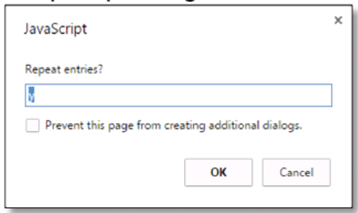 JavaScript
Repeat entries?
y
Prevent this page from creating additional dialogs.
OK Cancel